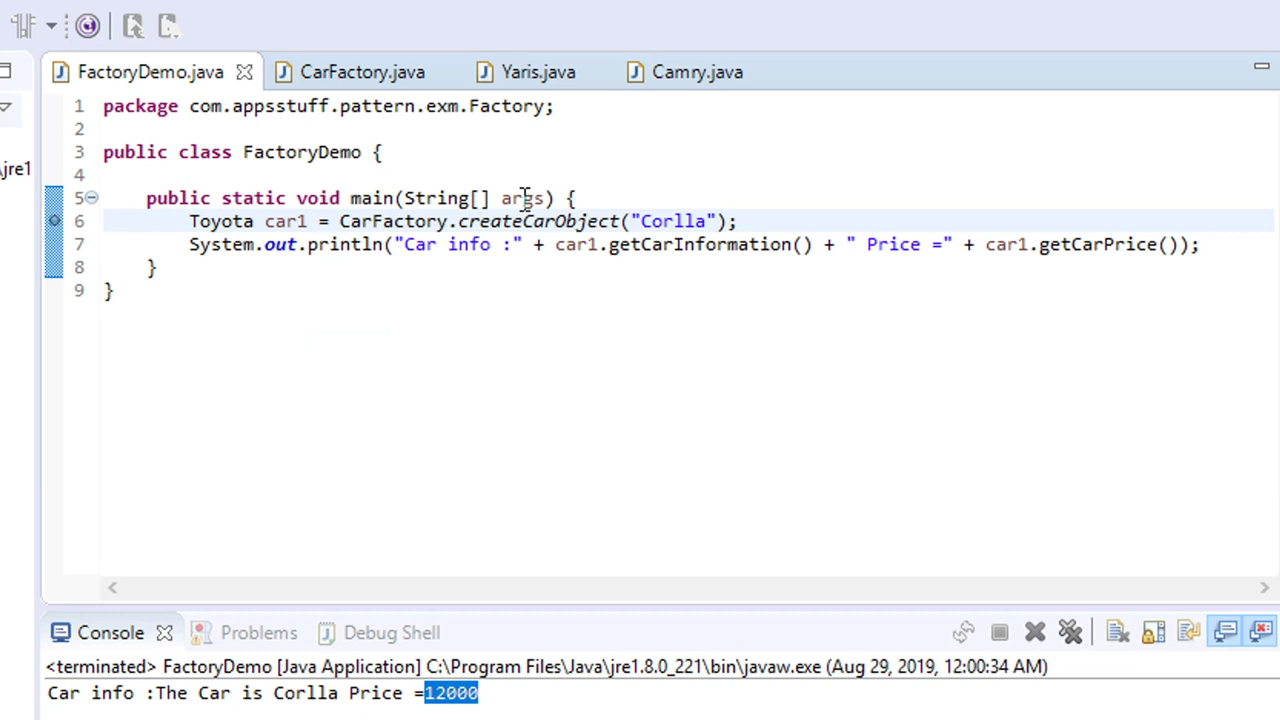 FactoryDemo.java CarFactory.java Yaris.java Camry.java
1 package com.appsstuff.pattern.exm.Factory;
2
\jre1
3 public class FactoryDemo {
4
5 public static void main(String[] args) {
6 Toyota car1 = CarFactory.createCarObject("Corlla");
7 System.out.println("Car info :" + car1.getCarInformation() + " Price =" + car1.getCarPrice());
8 }
9 }
Console Problems Debug Shell
<terminated> FactoryDemo [Java Application] C:\Program Files\Java\jre1.8.0_221\bin\javaw.exe (Aug 29, 2019, 12:00:34 AM)
Car info :The Car is Corlla Price =12000